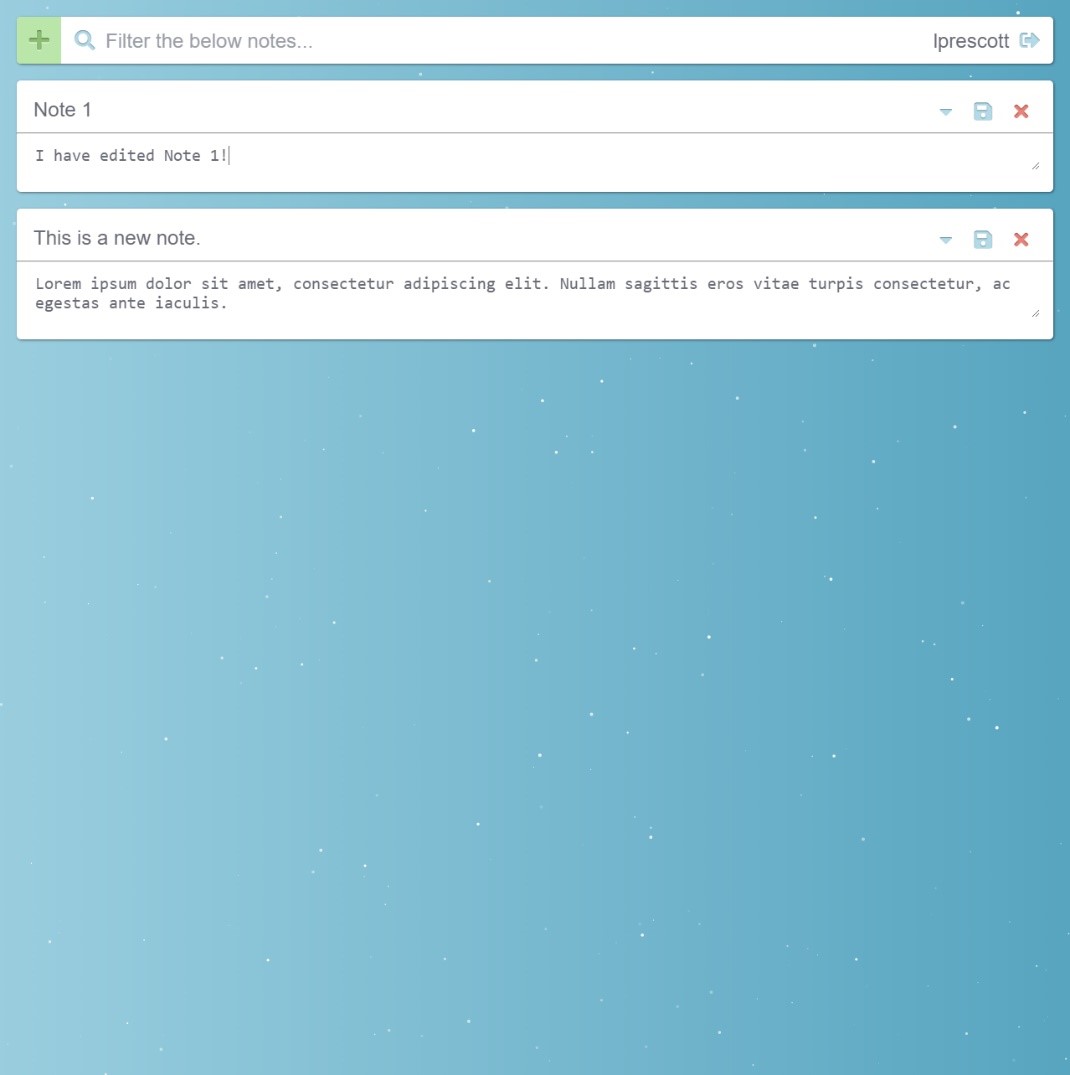 Filter the below notes...
lprescott
Note 1
I have edited Note 1!
This is a new note.
Lorem ipsum dolor sit amet, consectetur adipiscing elit. Nullam sagittis eros vitae turpis consectetur, ac
egestas ante iaculis.